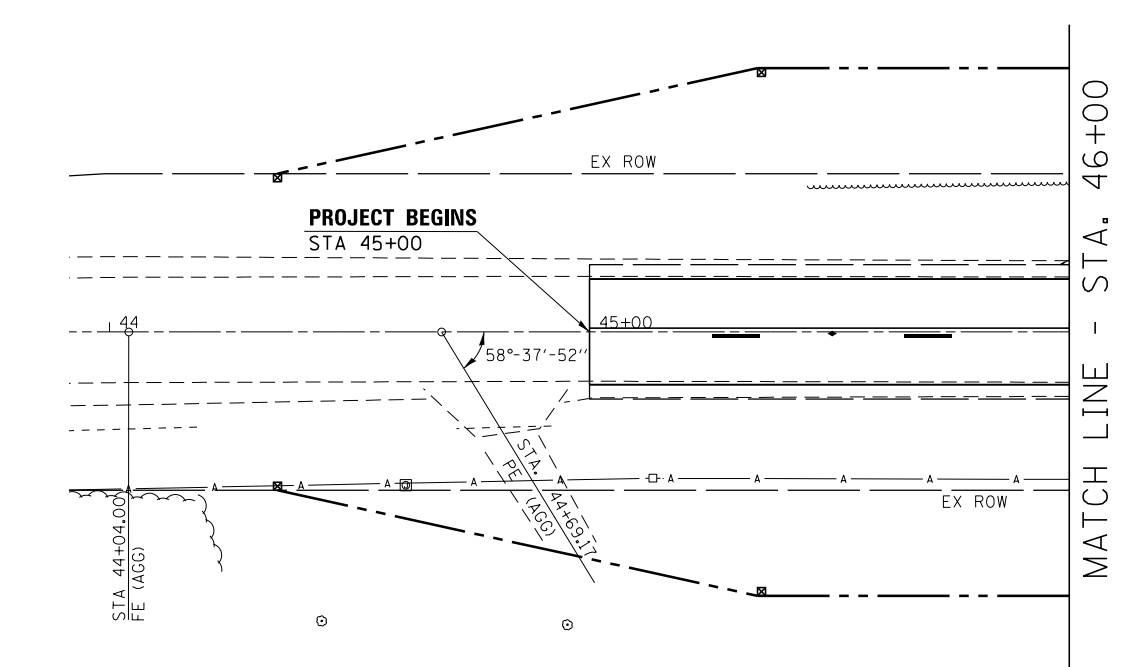 EX ROW
PROJECT BEGINS
STA 45+00
44
45+00
58°-37'-52"
STA. 44+69.17
PE (AGG)
A A A A A A A A A A A
EX ROW
STA 44+04.00
FE (AGG)
MATCH LINE - STA. 46+00